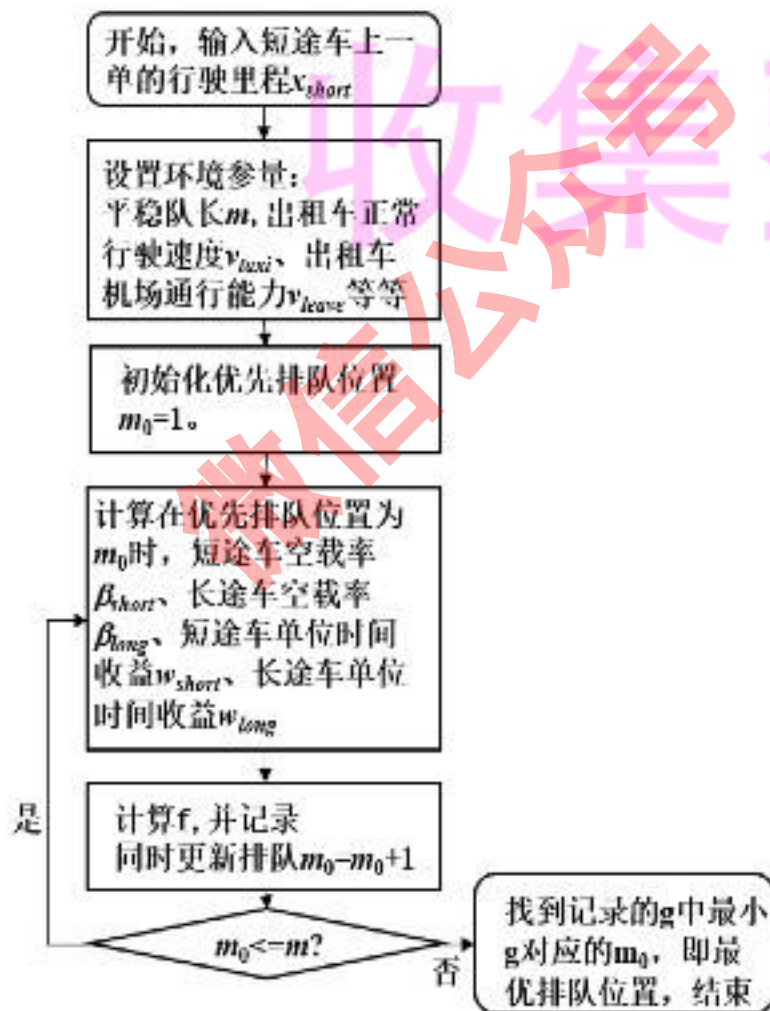 开始，输入短途车上一
单的行驶里程x_short
设置环境参量：
平稳队长m,出租车正常
行驶速度v_taxi、出租车
机场通行能力v_leave等等
初始化优先排队位置
m_0=1。
计算在优先排队位置为
m_0时，短途车空载率
β_short、长途车空载率
β_long、短途车单位时间
收益w_short、长途车单位
时间收益w_long
计算f,并记录
同时更新排队m_0–m_0+1
是
m_0<=m?
否
找到记录的g中最小
g对应的m_0，即最
优排队位置，结束
收集
微信公众号